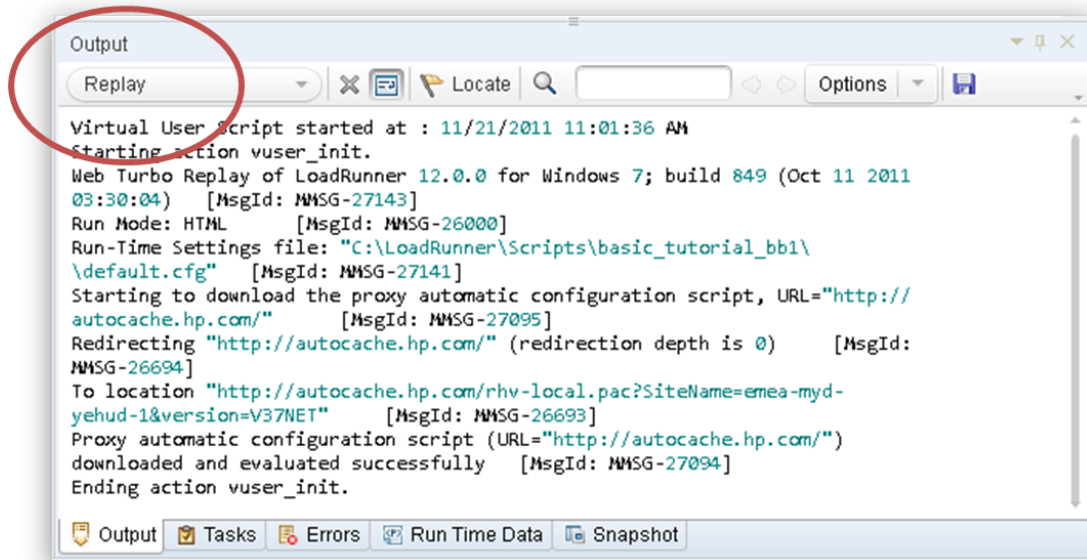 Output
Replay
Locate
Options
Virtual User Script started at : 11/21/2011 11:01:36 AM
Starting action vuser_init.
Web Turbo Replay of LoadRunner 12.0.0 for Windows 7; build 849 (Oct 11 2011
03:30:04) [MsgId: MMSG-27143]
Run Mode: HTML [MsgId: MMSG-26000]
Run-Time Settings file: "C:\LoadRunner\Scripts\basic_tutorial_bb1\
\default.cfg" [MsgId: MMSG-27141]
Starting to download the proxy automatic configuration script, URL="http://
autocache.hp.com/" [MsgId: MMSG-27095]
Redirecting "http://autocache.hp.com/" (redirection depth is 0) [MsgId:
MMSG-26694]
To location "http://autocache.hp.com/rhv-local.pac?SiteName=emea-myd-
yehud-1&version=V37NET" [MsgId: MMSG-26693]
Proxy automatic configuration script (URL="http://autocache.hp.com/")
downloaded and evaluated successfully [MsgId: MMSG-27094]
Ending action vuser_init.
Output Tasks Errors Run Time Data Snapshot